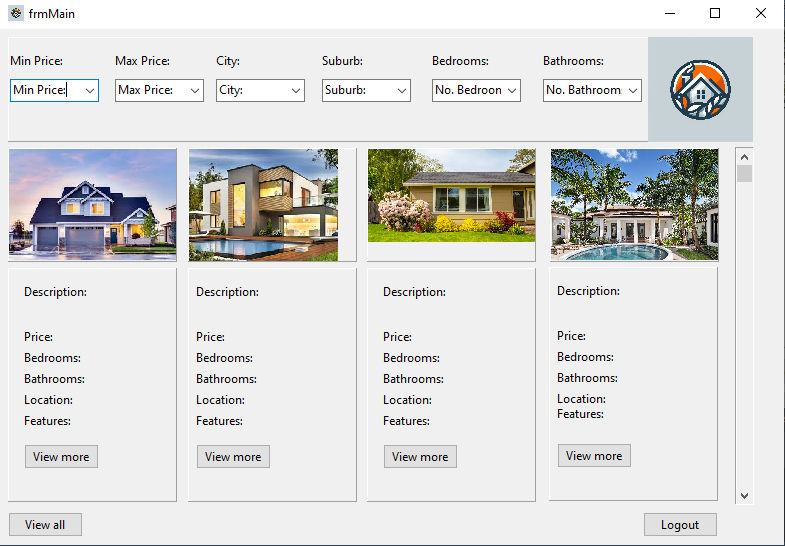 frmMain
Min Price: Max Price: City: Suburb: Bedrooms: Bathrooms:
Min Price: Max Price: City: Suburb: No. Bedroon No. Bathroom
Description: Description: Description: Description:
Price: Price: Price: Price:
Bedrooms: Bedrooms: Bedrooms: Bedrooms:
Bathrooms: Bathrooms: Bathrooms: Bathrooms:
Location: Location: Location: Location:
Features: Features: Features: Features:
View more View more View more View more
View all Logout